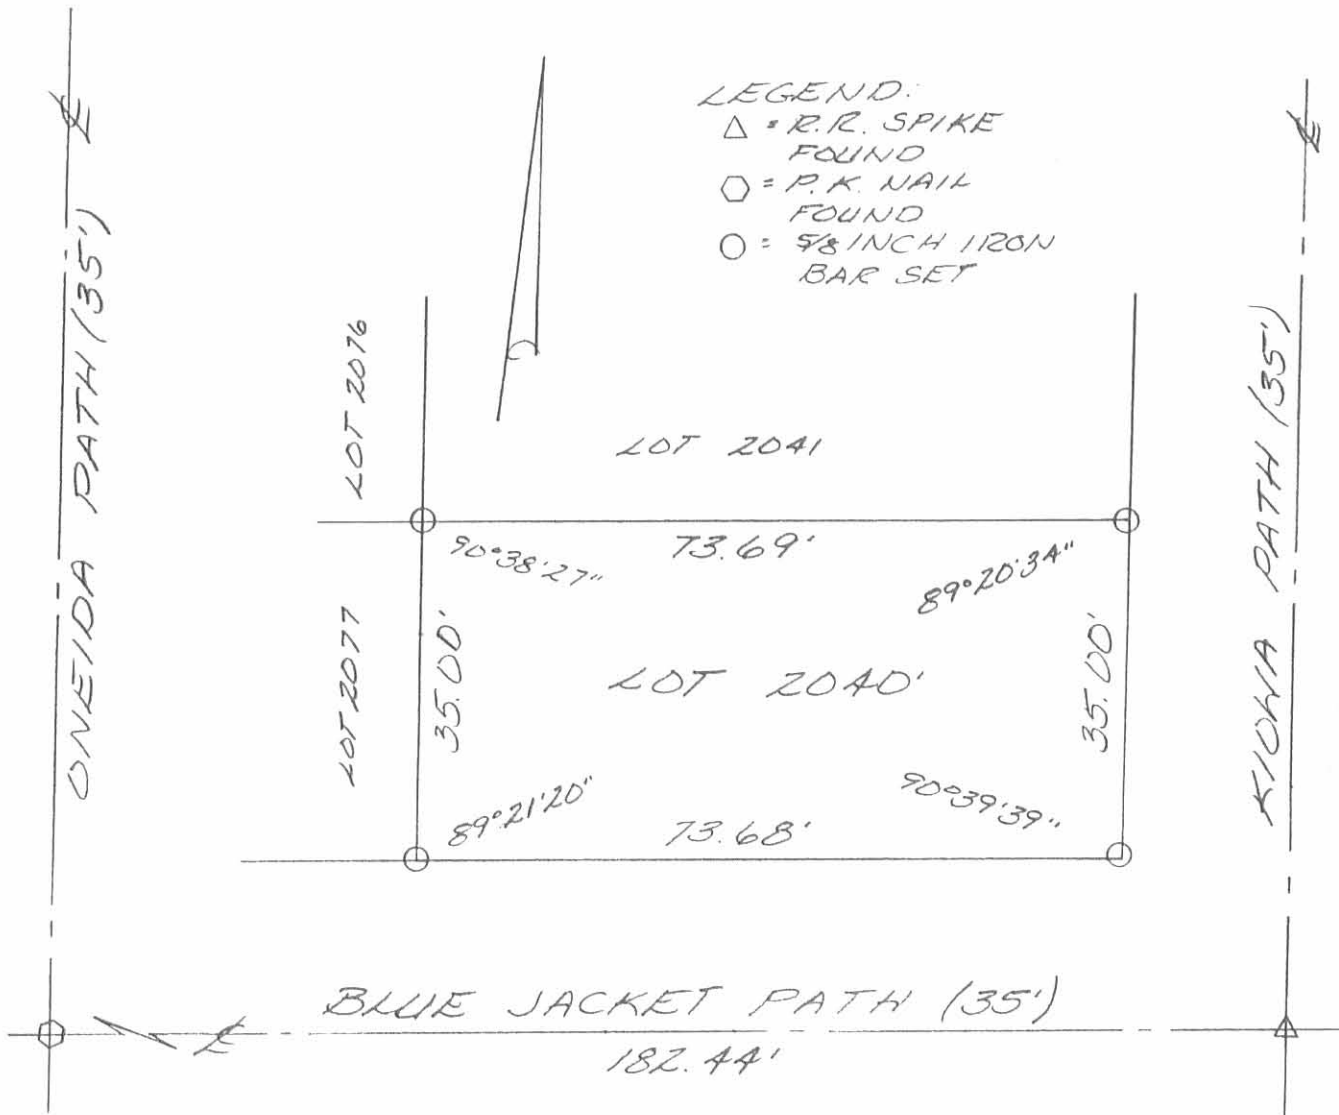 LEGEND:
△ = R.R. SPIKE
FOUND
⬡ = P.K. NAIL
FOUND
○ = 5/8 INCH IRON
BAR SET
℄
℄
ONEIDA PATH (35')
LOT 2076
LOT 2041
KIOWA PATH (35')
73.69'
90°38'27"
89°20'34"
LOT 2077
35.00'
LOT 2040'
35.00'
89°21'20"
90°39'39"
73.68'
BLUE JACKET PATH (35')
℄
182.44'